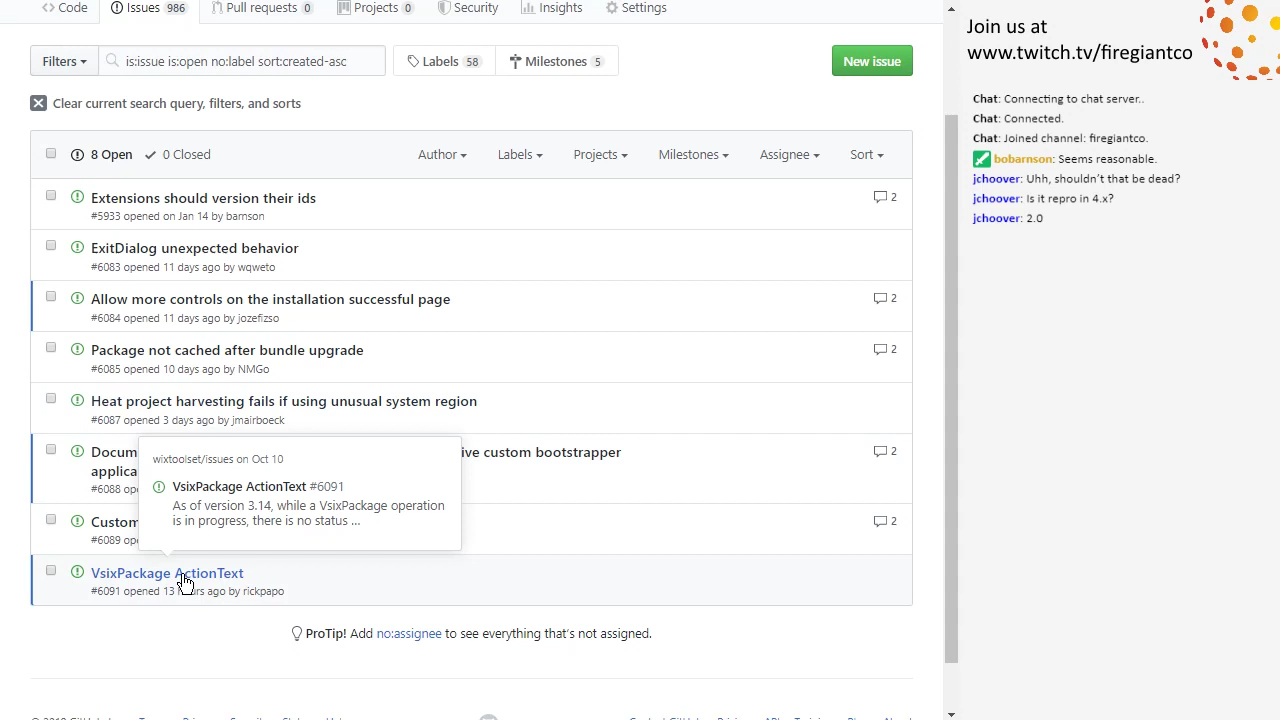 Code
Issues 986
Pull requests 0
Projects 0
Security
Insights
Settings
Filters
is:issue is:open no:label sort:created-asc
Labels 58
Milestones 5
New issue
Clear current search query, filters, and sorts
8 Open
0 Closed
Author
Labels
Projects
Milestones
Assignee
Sort
Extensions should version their ids
2
#5933 opened on Jan 14 by barnson
ExitDialog unexpected behavior
#6083 opened 11 days ago by wqweto
Allow more controls on the installation successful page
2
#6084 opened 11 days ago by jozefizso
Package not cached after bundle upgrade
2
#6085 opened 10 days ago by NMGo
Heat project harvesting fails if using unusual system region
#6087 opened 3 days ago by jmairboeck
Docum
ive custom bootstrapper
2
applica
#6088 ope
wixtoolset/issues on Oct 10
VsixPackage ActionText #6091
As of version 3.14, while a VsixPackage operation
is in progress, there is no status ...
Custom
2
#6089 ope
VsixPackage ActionText
#6091 opened 13 urs ago by rickpapo
ProTip! Add no:assignee to see everything that's not assigned.
Join us at
www.twitch.tv/firegiantco
Chat: Connecting to chat server..
Chat: Connected.
Chat: Joined channel: firegiantco.
bobarnson: Seems reasonable.
jchoover: Uhh, shouldn't that be dead?
jchoover: Is it repro in 4.x?
jchoover: 2.0